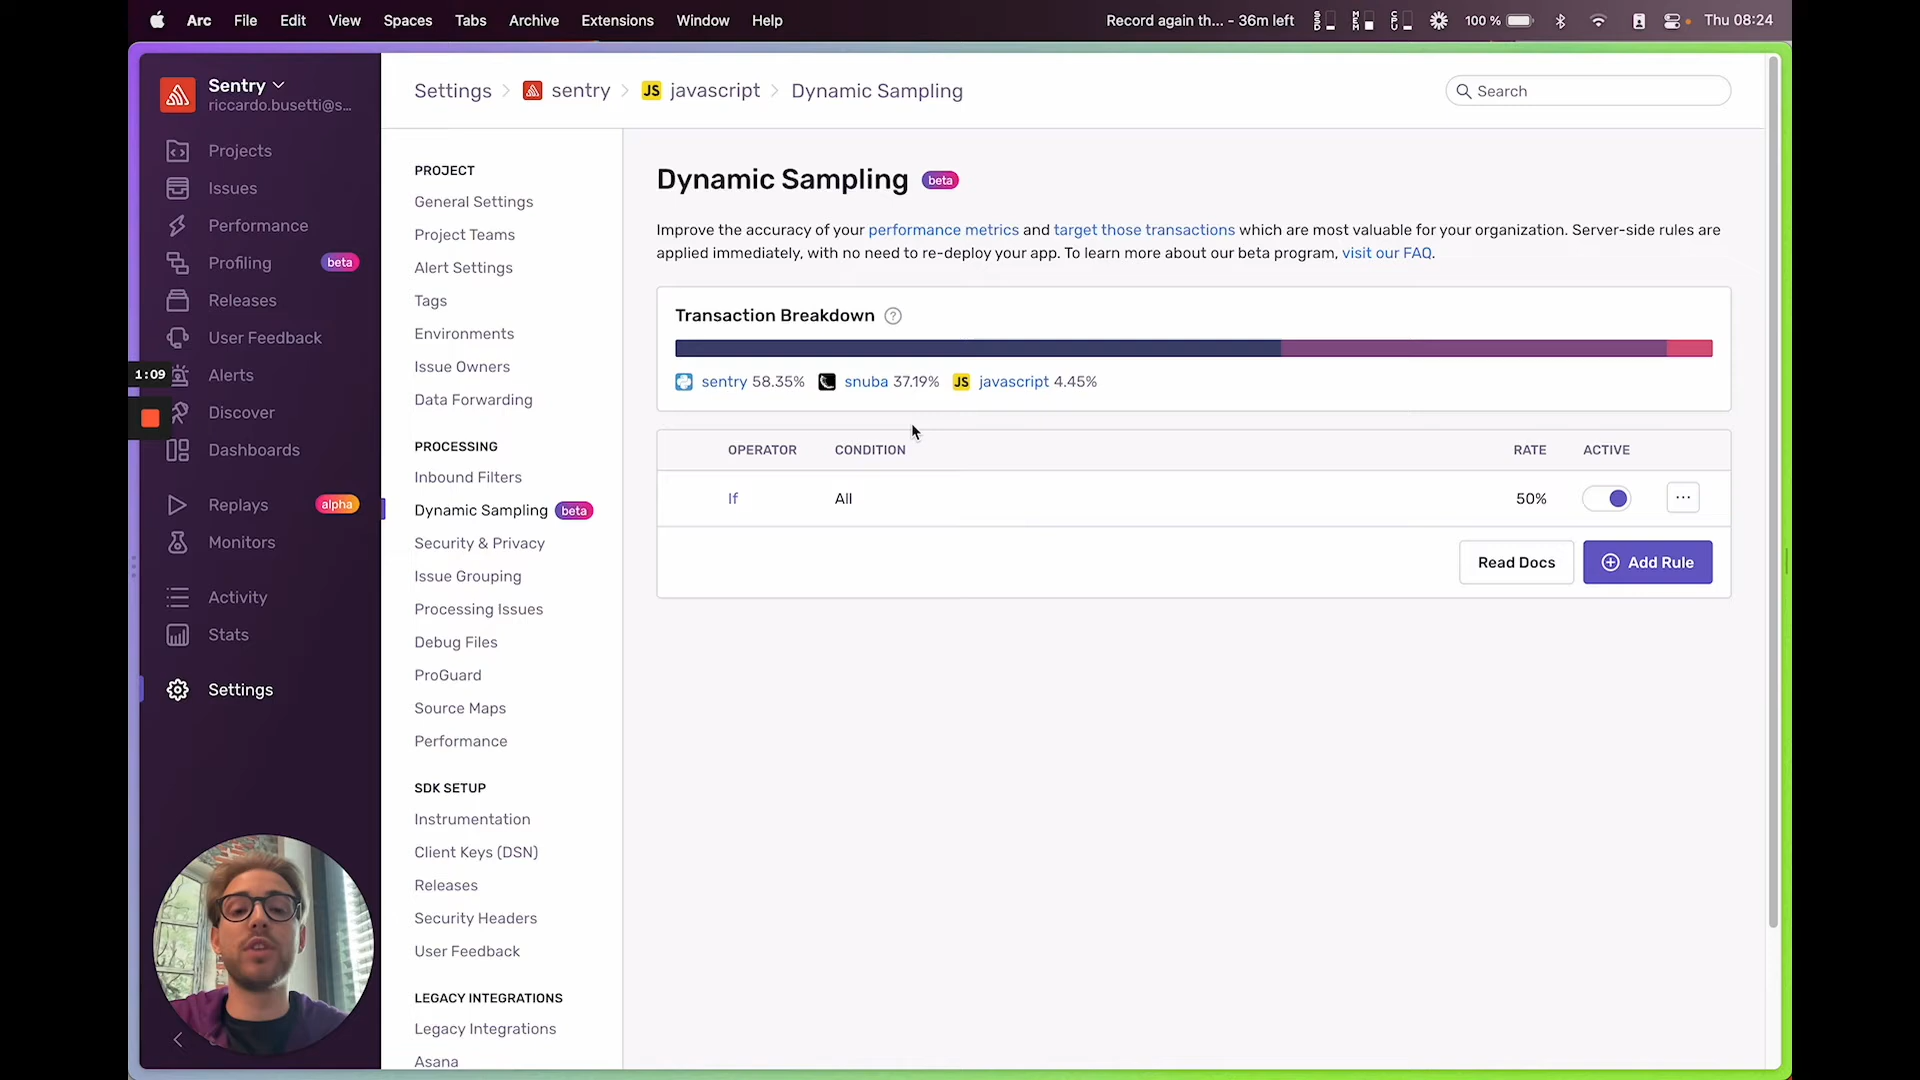 Arc File Edit View Spaces Tabs Archive Extensions Window Help Record again th... - 36m left 100 % Thu 08:24
Sentry
riccardo.busetti@s...
Projects
Issues
Performance
Profiling beta
Releases
User Feedback
1:09
Alerts
Discover
Dashboards
Replays alpha
Monitors
Activity
Stats
Settings
Settings > sentry > JS javascript > Dynamic Sampling
Search
PROJECT
General Settings
Project Teams
Alert Settings
Tags
Environments
Issue Owners
Data Forwarding
PROCESSING
Inbound Filters
Dynamic Sampling beta
Security & Privacy
Issue Grouping
Processing Issues
Debug Files
ProGuard
Source Maps
Performance
SDK SETUP
Instrumentation
Client Keys (DSN)
Releases
Security Headers
User Feedback
LEGACY INTEGRATIONS
Legacy Integrations
Asana
Dynamic Sampling beta
Improve the accuracy of your performance metrics and target those transactions which are most valuable for your organization. Server-side rules are
applied immediately, with no need to re-deploy your app. To learn more about our beta program, visit our FAQ.
Transaction Breakdown ?
sentry 58.35% snuba 37.19% JS javascript 4.45%
OPERATOR CONDITION RATE ACTIVE
If All 50% ...
Read Docs Add Rule